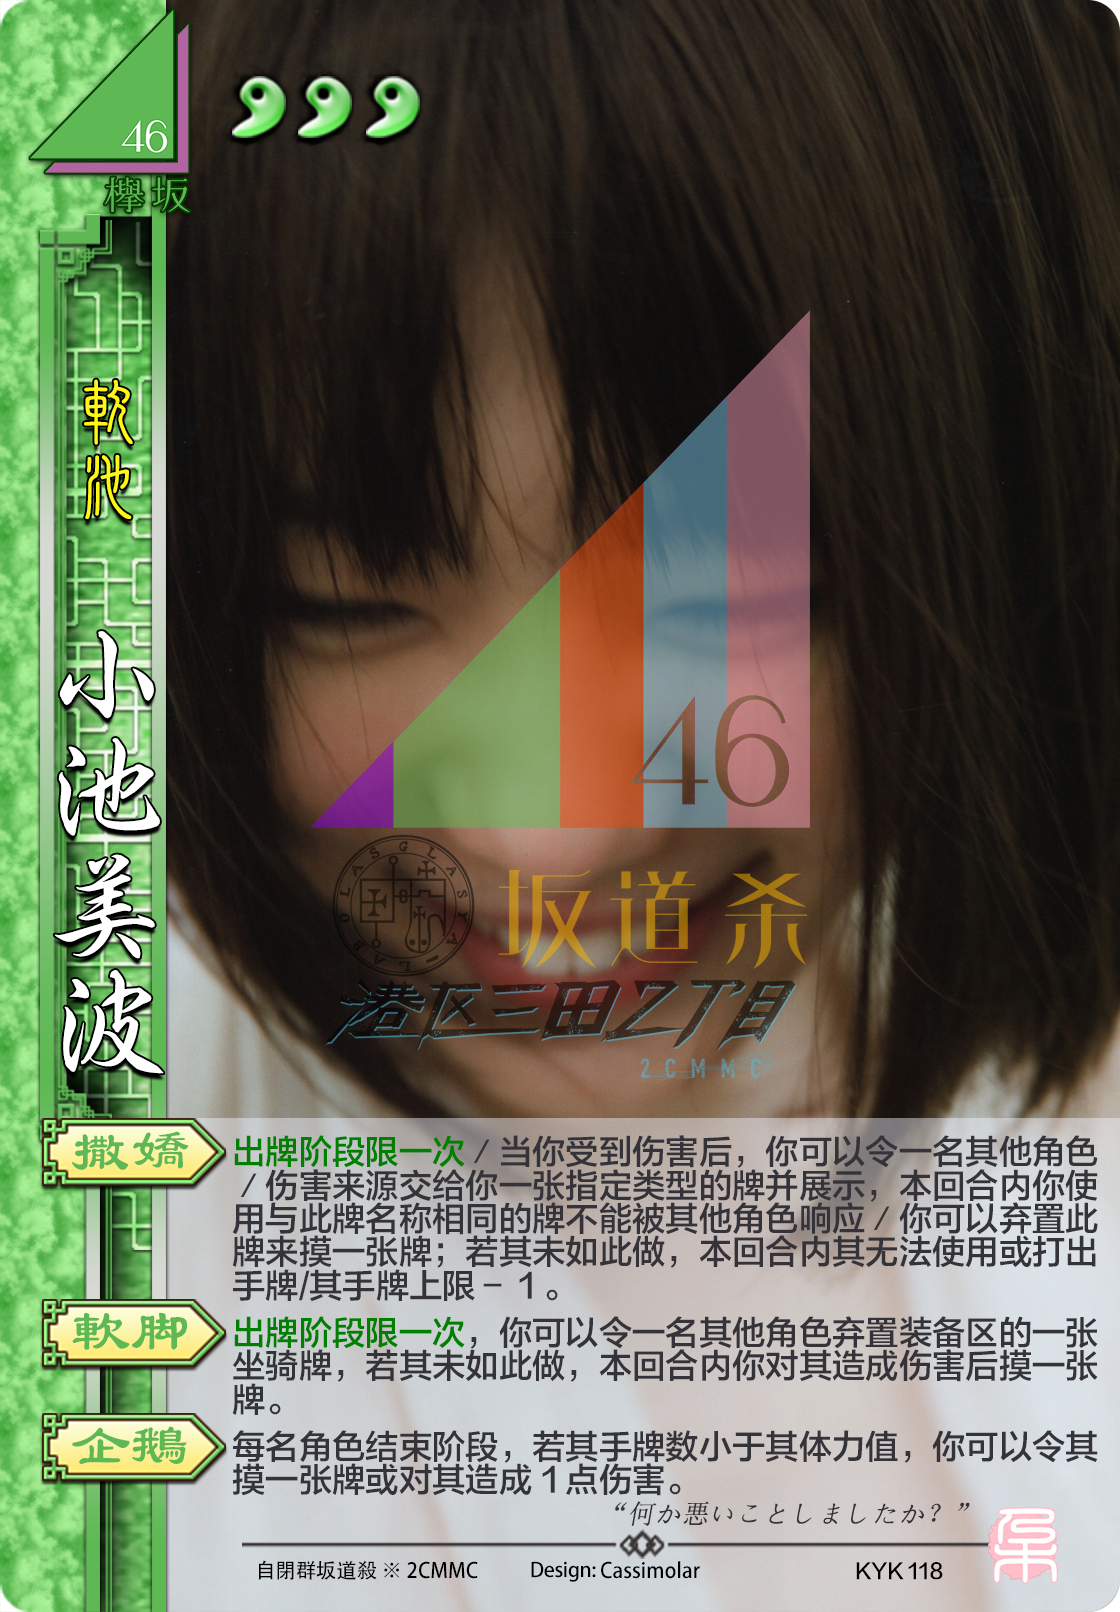 46
欅坂
軟池
小池美波
46
GLASYALABOLAS
坂道杀
港区三田乙丁目
2CMMC
撒嬌
出牌阶段限一次／当你受到伤害后，你可以令一名其他角色
／伤害来源交给你一张指定类型的牌并展示，本回合内你使
用与此牌名称相同的牌不能被其他角色响应／你可以弃置此
牌来摸一张牌；若其未如此做，本回合内其无法使用或打出
手牌/其手牌上限－１。
軟脚
出牌阶段限一次，你可以令一名其他角色弃置装备区的一张
坐骑牌，若其未如此做，本回合内你对其造成伤害后摸一张
牌。
企鵝
每名角色结束阶段，若其手牌数小于其体力值，你可以令其
摸一张牌或对其造成１点伤害。
“何か悪いことしましたか？”
自閉群坂道殺 ※ 2CMMC Design: Cassimolar KYK 118